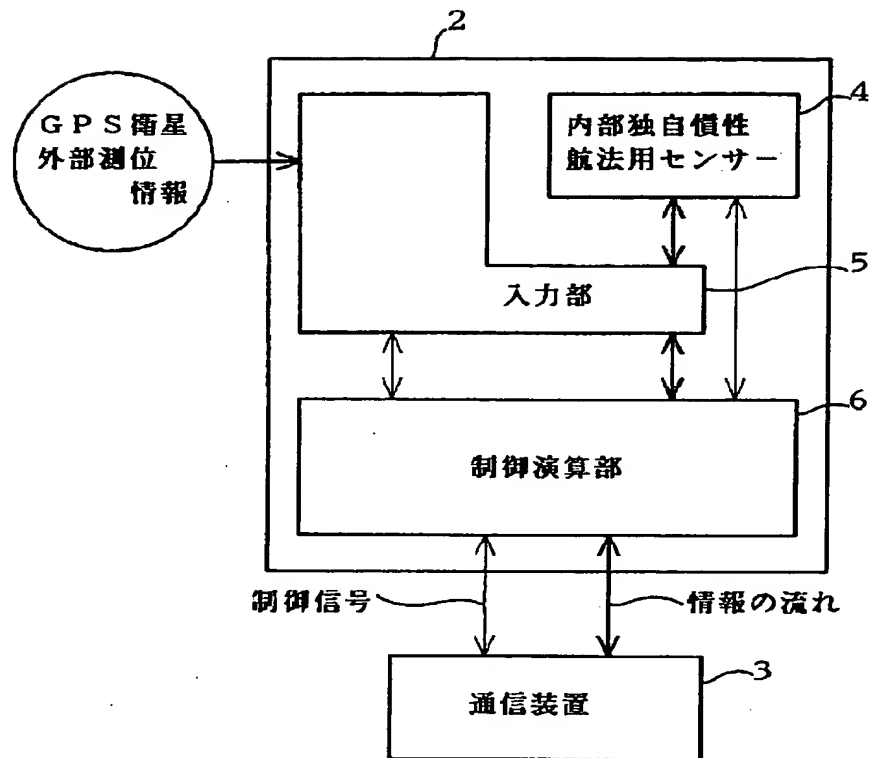 2
GPS衛星
外部測位
情報
内部独自慣性
航法用センサー
4
入力部
5
制御演算部
6
制御信号
情報の流れ
通信装置
3